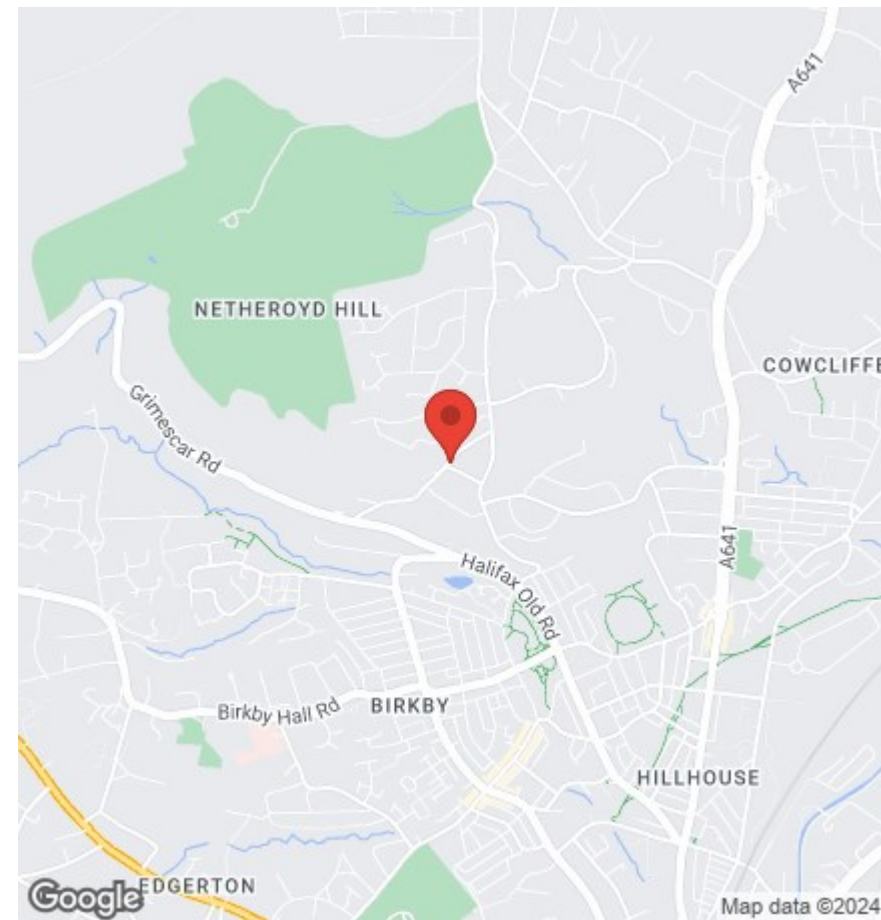 A641
NETHEROYD HILL
COWCLIFFE
Grimescar Rd
A641
Halifax Old Rd
Birkby Hall Rd
BIRKBY
HILLHOUSE
EDGERTON
Google
Map data ©2024